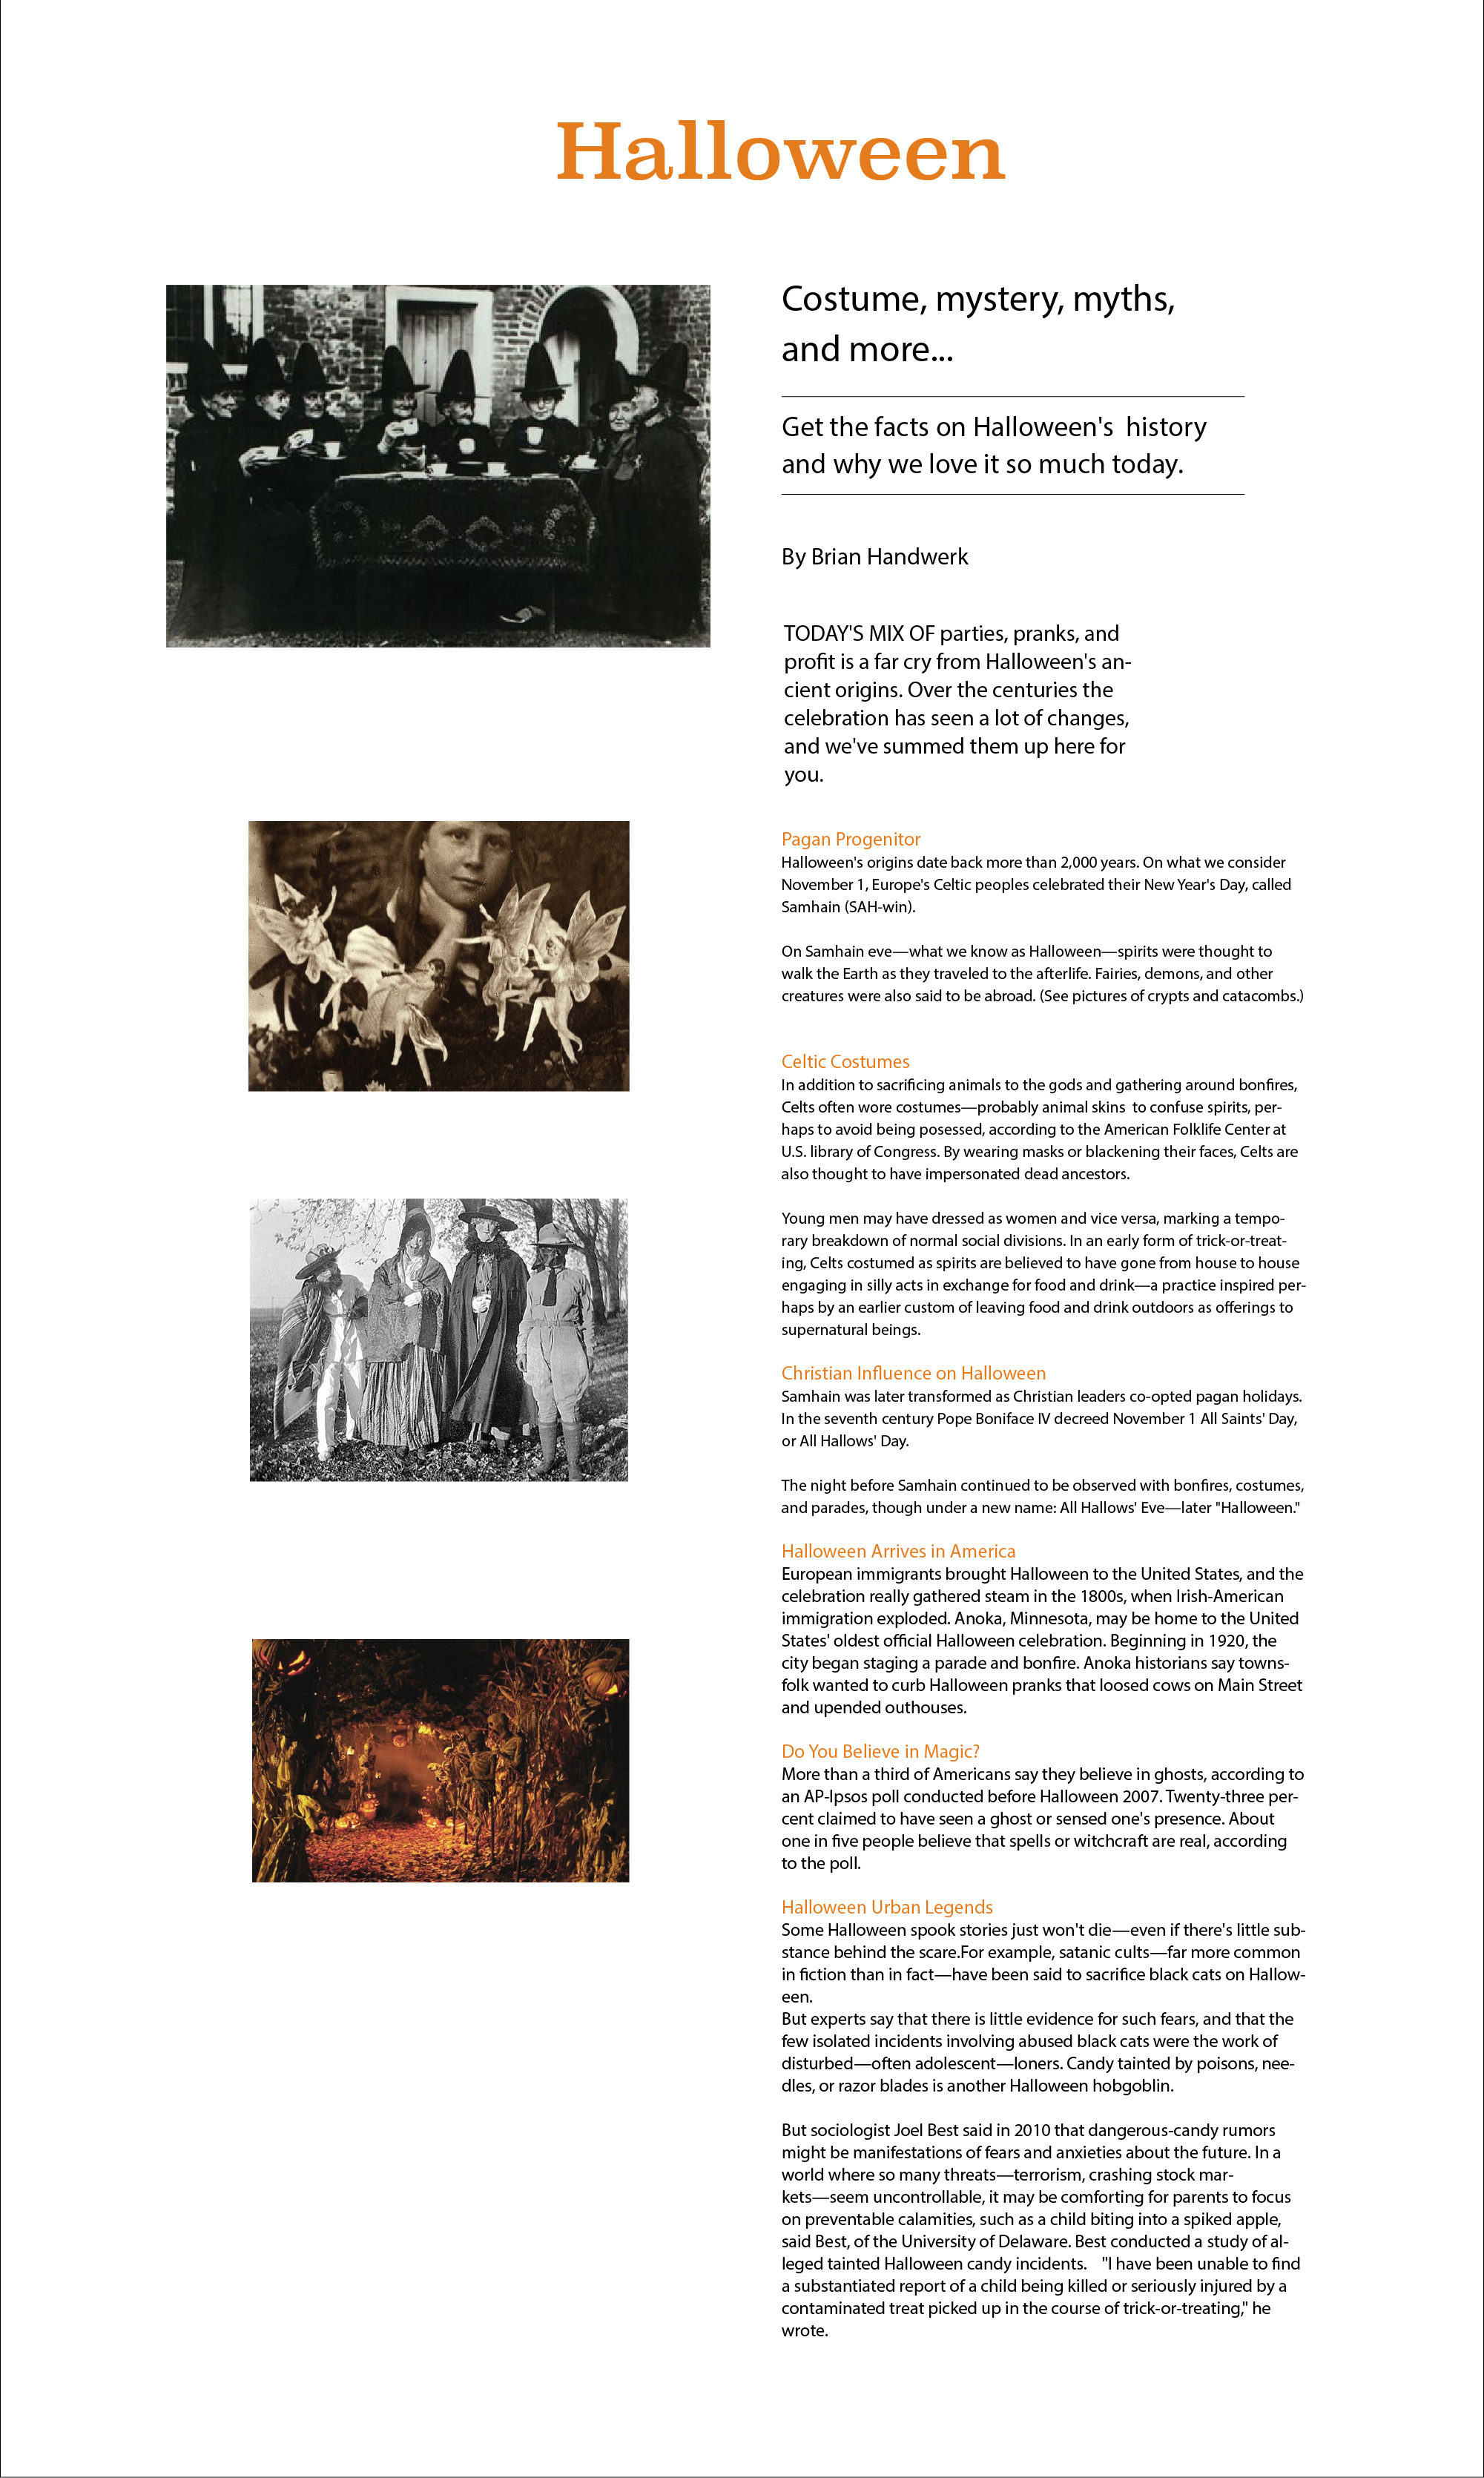 Halloween
Costume, mystery, myths,
and more...
Get the facts on Halloween's  history
and why we love it so much today.
By Brian Handwerk
TODAY'S MIX OF parties, pranks, and
profit is a far cry from Halloween's an-
cient origins. Over the centuries the
celebration has seen a lot of changes,
and we've summed them up here for
you.
Pagan Progenitor
Halloween's origins date back more than 2,000 years. On what we consider
November 1, Europe's Celtic peoples celebrated their New Year's Day, called
Samhain (SAH-win).
On Samhain eve—what we know as Halloween—spirits were thought to
walk the Earth as they traveled to the afterlife. Fairies, demons, and other
creatures were also said to be abroad. (See pictures of crypts and catacombs.)
Celtic Costumes
In addition to sacrificing animals to the gods and gathering around bonfires,
Celts often wore costumes—probably animal skins  to confuse spirits, per-
haps to avoid being posessed, according to the American Folklife Center at
U.S. library of Congress. By wearing masks or blackening their faces, Celts are
also thought to have impersonated dead ancestors.
Young men may have dressed as women and vice versa, marking a tempo-
rary breakdown of normal social divisions. In an early form of trick-or-treat-
ing, Celts costumed as spirits are believed to have gone from house to house
engaging in silly acts in exchange for food and drink—a practice inspired per-
haps by an earlier custom of leaving food and drink outdoors as offerings to
supernatural beings.
Christian Influence on Halloween
Samhain was later transformed as Christian leaders co-opted pagan holidays.
In the seventh century Pope Boniface IV decreed November 1 All Saints' Day,
or All Hallows' Day.
The night before Samhain continued to be observed with bonfires, costumes,
and parades, though under a new name: All Hallows' Eve—later "Halloween."
Halloween Arrives in America
European immigrants brought Halloween to the United States, and the
celebration really gathered steam in the 1800s, when Irish-American
immigration exploded. Anoka, Minnesota, may be home to the United
States' oldest official Halloween celebration. Beginning in 1920, the
city began staging a parade and bonfire. Anoka historians say towns-
folk wanted to curb Halloween pranks that loosed cows on Main Street
and upended outhouses.
Do You Believe in Magic?
More than a third of Americans say they believe in ghosts, according to
an AP-Ipsos poll conducted before Halloween 2007. Twenty-three per-
cent claimed to have seen a ghost or sensed one's presence. About
one in five people believe that spells or witchcraft are real, according
to the poll.
Halloween Urban Legends
Some Halloween spook stories just won't die—even if there's little sub-
stance behind the scare.For example, satanic cults—far more common
in fiction than in fact—have been said to sacrifice black cats on Hallow-
een.
But experts say that there is little evidence for such fears, and that the
few isolated incidents involving abused black cats were the work of
disturbed—often adolescent—loners. Candy tainted by poisons, nee-
dles, or razor blades is another Halloween hobgoblin.
But sociologist Joel Best said in 2010 that dangerous-candy rumors
might be manifestations of fears and anxieties about the future. In a
world where so many threats—terrorism, crashing stock mar-
kets—seem uncontrollable, it may be comforting for parents to focus
on preventable calamities, such as a child biting into a spiked apple,
said Best, of the University of Delaware. Best conducted a study of al-
leged tainted Halloween candy incidents.   "I have been unable to find
a substantiated report of a child being killed or seriously injured by a
contaminated treat picked up in the course of trick-or-treating," he
wrote.